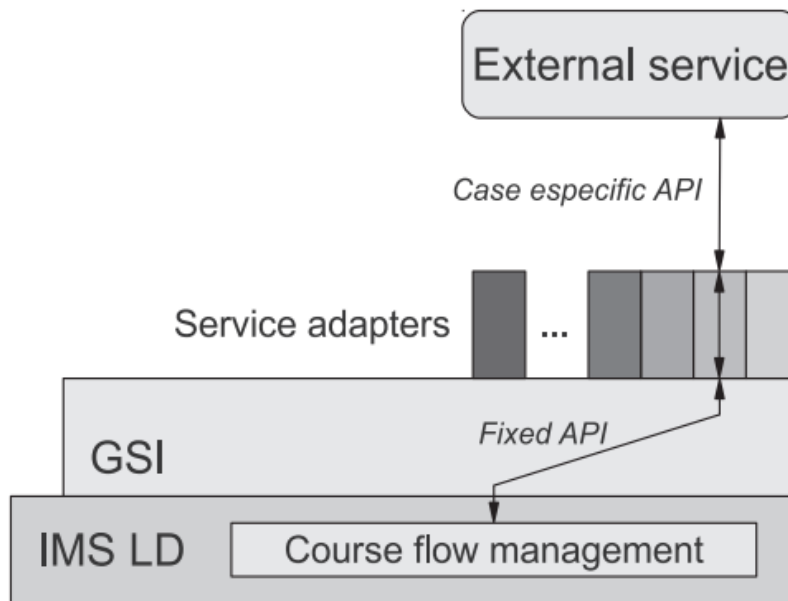 External service
Case especific API
Service adapters
...
Fixed API
GSI
IMS LD
Course flow management